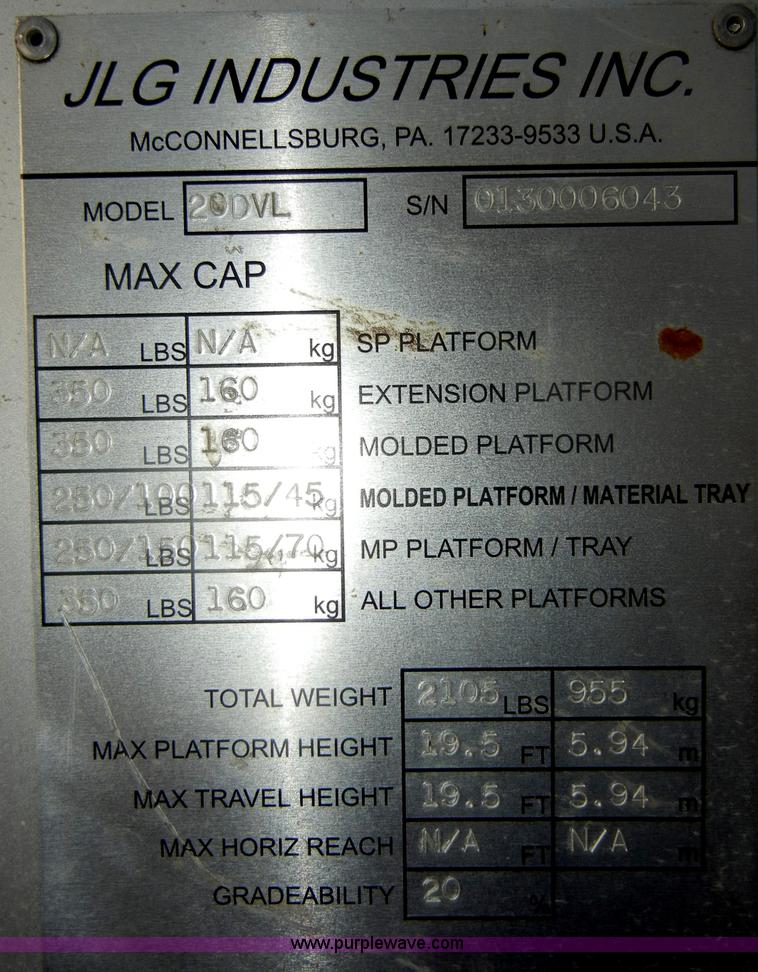 JLG INDUSTRIES INC.
McCONNELLSBURG, PA. 17233-9533 U.S.A.
MODEL 20DVL S/N 0130006043
MAX CAP
N/A LBS N/A kg SP PLATFORM
350 LBS 160 kg EXTENSION PLATFORM
350 LBS 160 kg MOLDED PLATFORM
250/100 LBS 115/45 kg MOLDED PLATFORM / MATERIAL TRAY
250/150 LBS 115/70 kg MP PLATFORM / TRAY
350 LBS 160 kg ALL OTHER PLATFORMS
TOTAL WEIGHT 2105 LBS 955 kg
MAX PLATFORM HEIGHT 19.5 FT 5.94 m
MAX TRAVEL HEIGHT 19.5 FT 5.94 m
MAX HORIZ REACH N/A FT N/A m
GRADEABILITY 20 %
www.purplewave.com